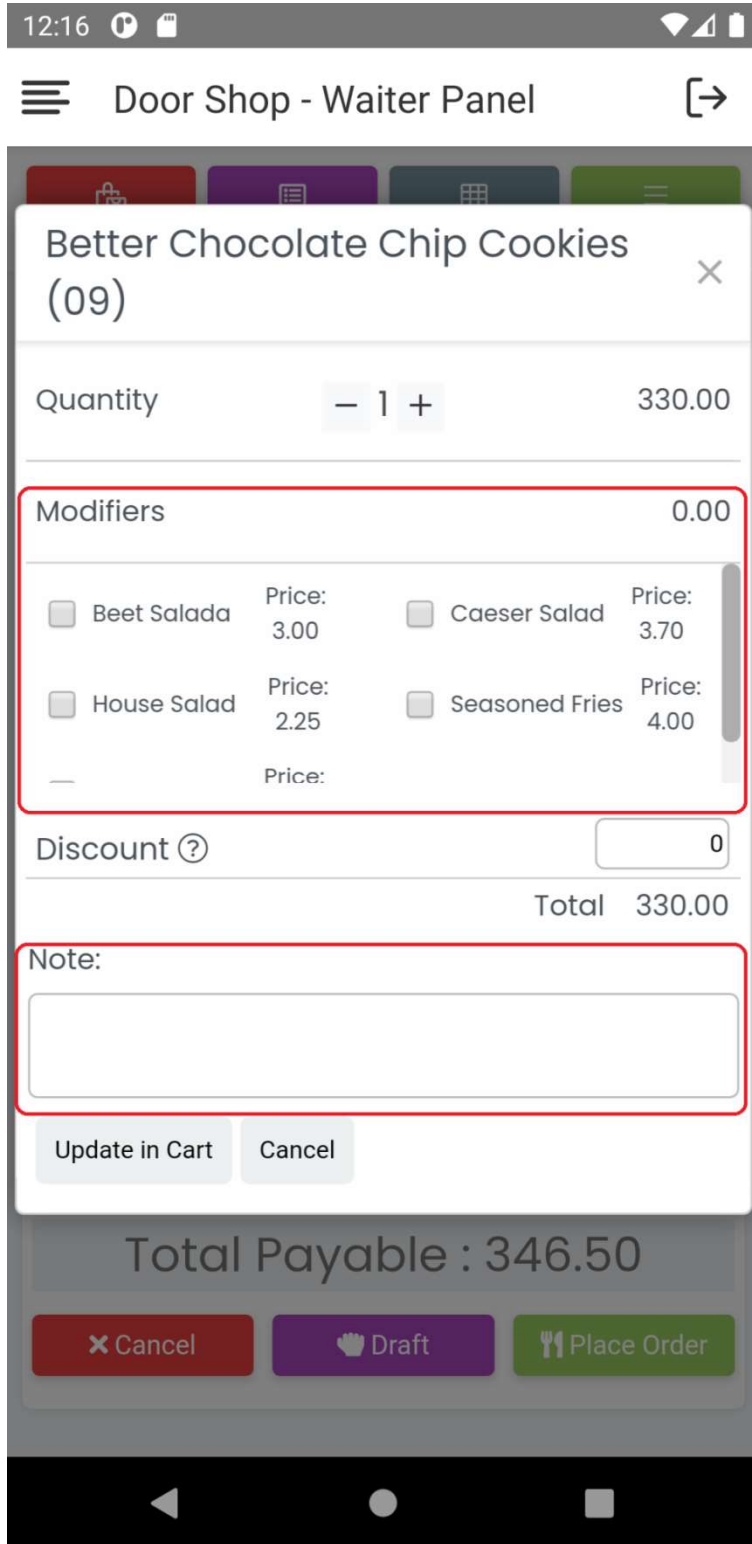 12:16
Door Shop - Waiter Panel
Better Chocolate Chip Cookies
(09)
Quantity − 1 + 330.00
Modifiers 0.00
Beet Salada Price: 3.00 Caeser Salad Price: 3.70
House Salad Price: 2.25 Seasoned Fries Price: 4.00
Price:
Discount ? 0
Total 330.00
Note:
Update in Cart Cancel
Total Payable : 346.50
Cancel Draft Place Order